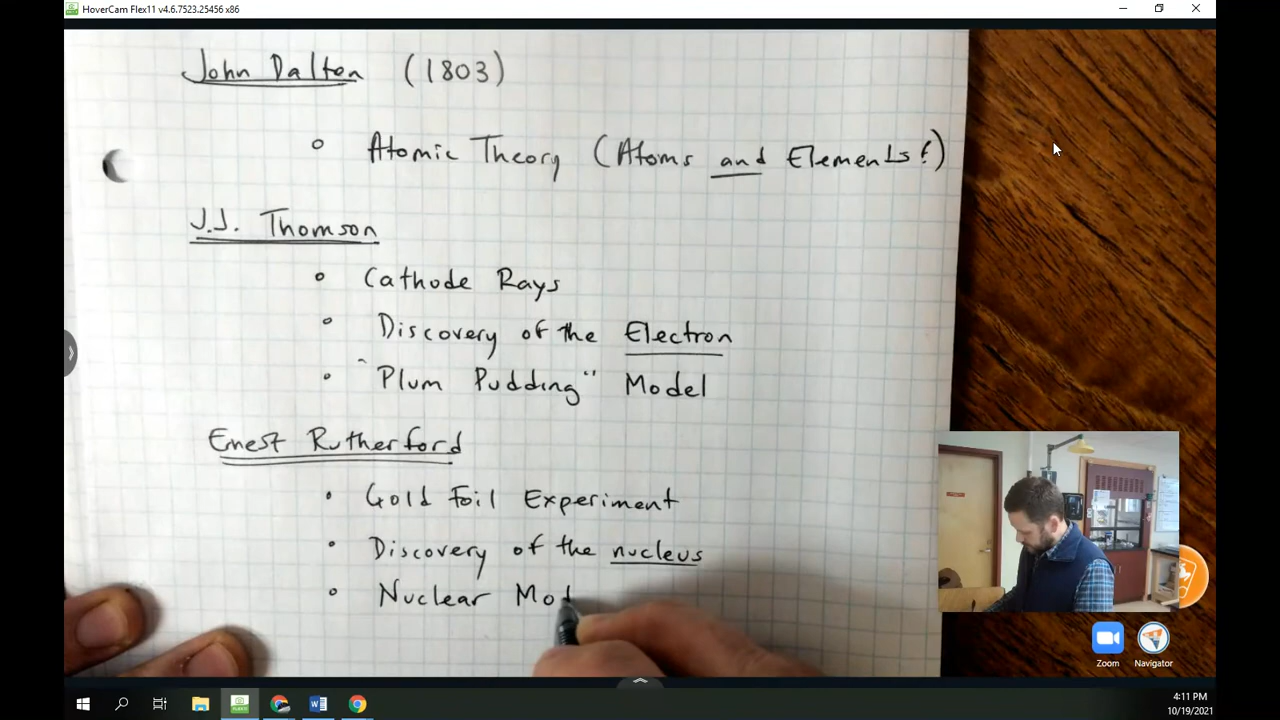 HoverCam Flex11 v4.6.7523.25456 x86
John Dalton (1803)
Atomic Theory (Atoms and Elements!)
J.J. Thomson
Cathode Rays
Discovery of the Electron
"Plum Pudding" Model
Ernest Rutherford
Gold Foil Experiment
Discovery of the nucleus
Nuclear Mod
Zoom
Navigator
4:11 PM
10/19/2021